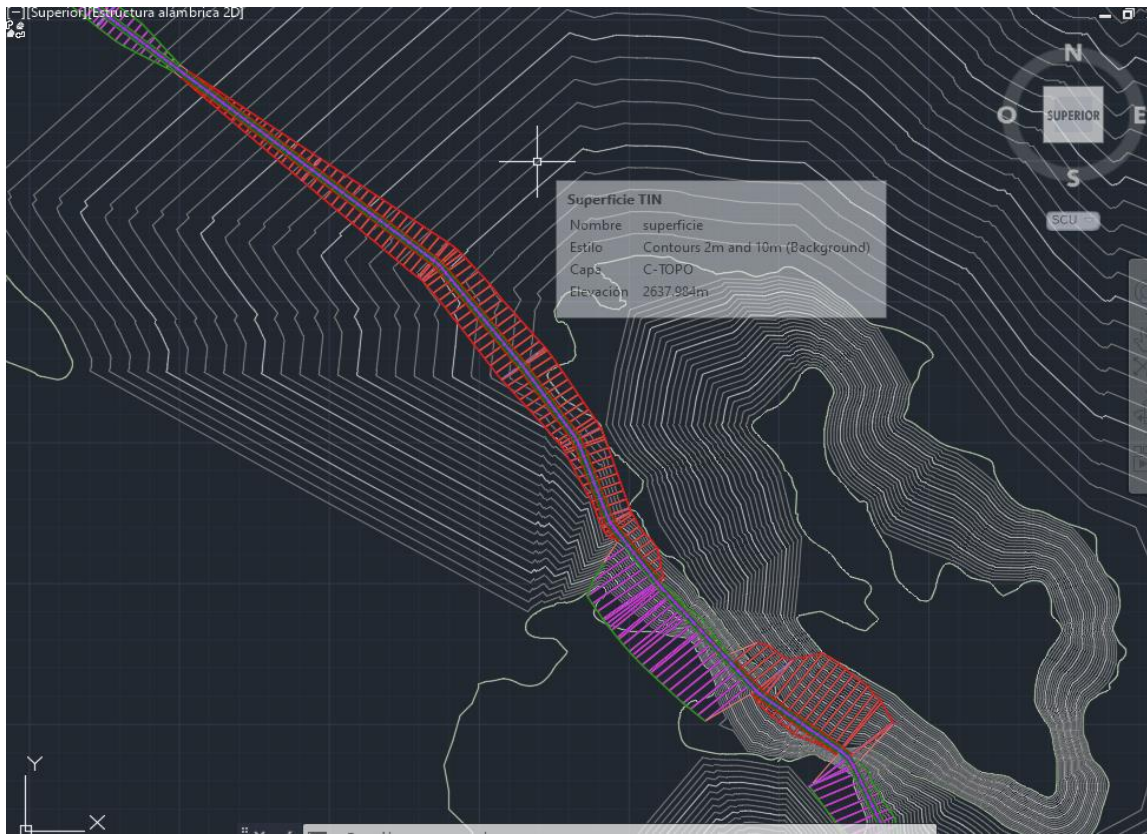 [−][Superior][Estructura alámbrica 2D]
N
O
SUPERIOR
E
S
SCU
Superficie TIN
Nombre superficie
Estilo Contours 2m and 10m (Background)
Capa C-TOPO
Elevación 2637.984m
Y
X